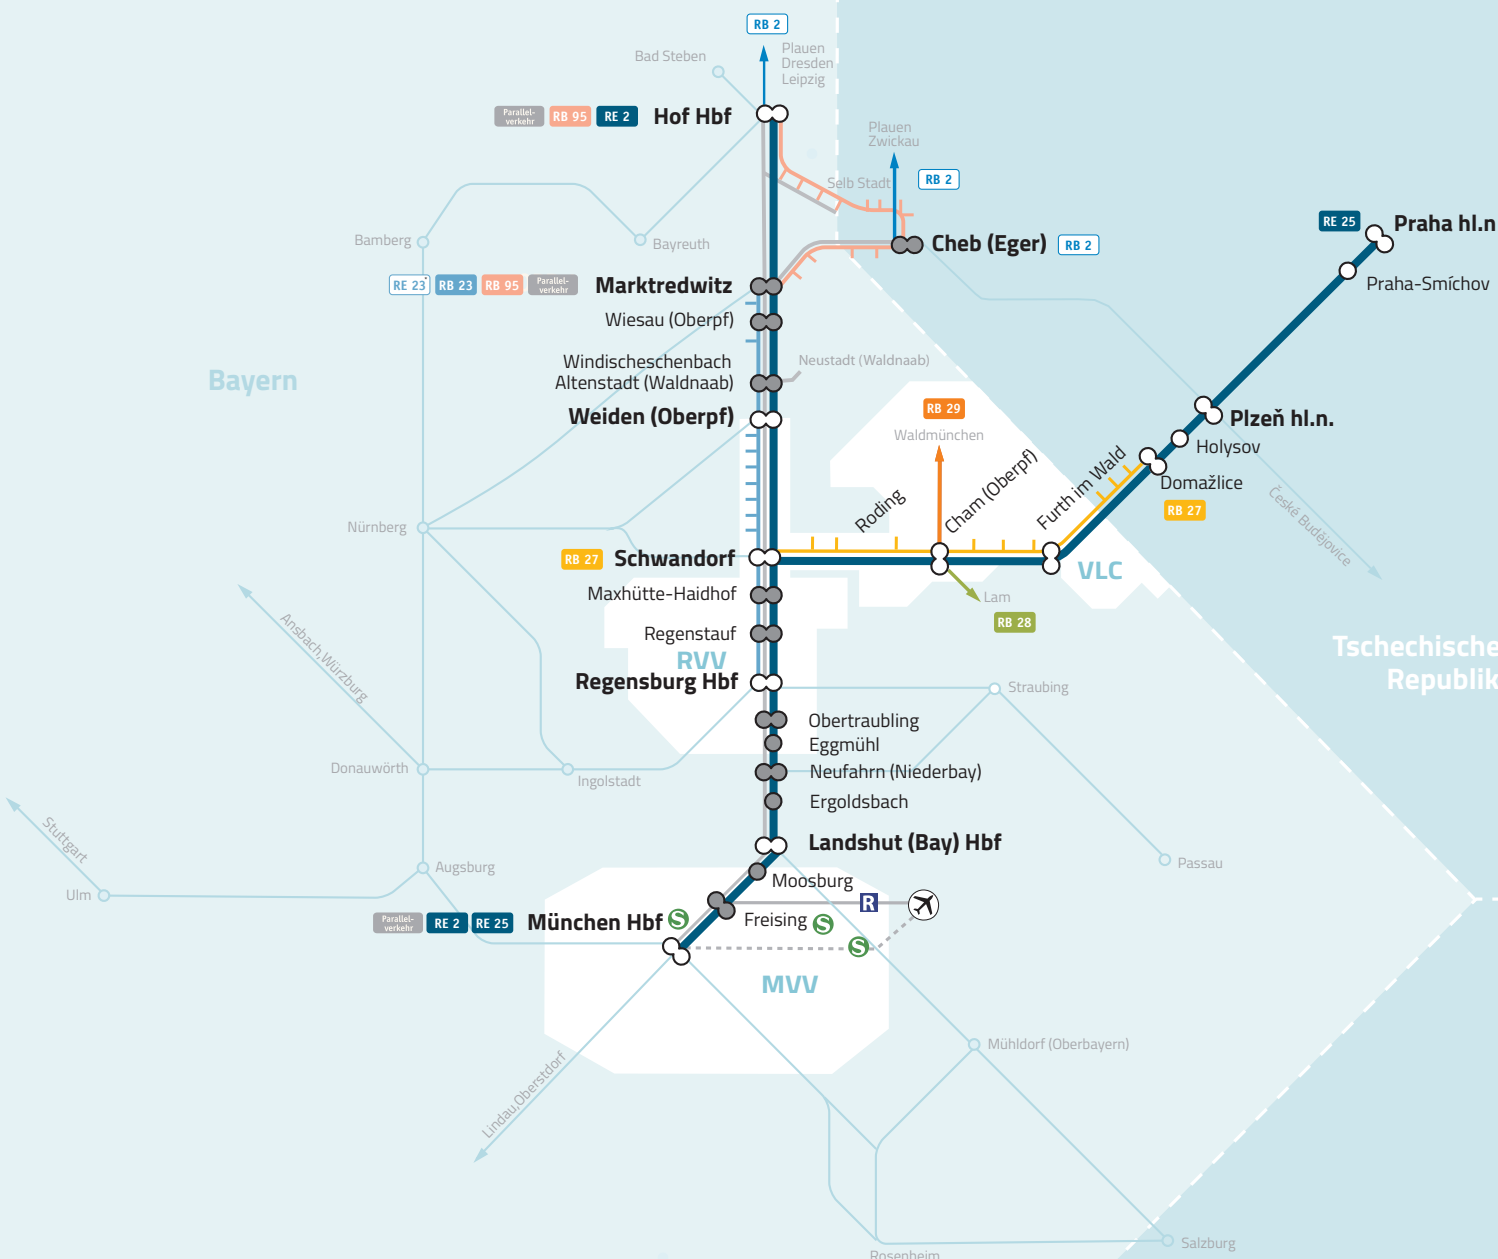 RB 2
Plauen
Dresden
Leipzig
Bad Steben
Parallel-
verkehr
RB 95
RE 2
Hof Hbf
Plauen
Zwickau
RB 2
Selb Stadt
Bamberg
Bayreuth
Cheb (Eger)
RB 2
RE 25
Praha hl.n
Praha-Smíchov
RE 23*
RB 23
RB 95
Parallel-
verkehr
Marktredwitz
Wiesau (Oberpf)
Windischeschenbach
Altenstadt (Waldnaab)
Neustadt (Waldnaab)
Bayern
Weiden (Oberpf)
RB 29
Waldmünchen
Plzeň hl.n.
Holysov
Domažlice
RB 27
Roding
Cham (Oberpf)
Furth im Wald
České Budějovice
Nürnberg
RB 27
Schwandorf
VLC
Maxhütte-Haidhof
Lam
RB 28
Regenstauf
RVV
Regensburg Hbf
Ansbach,Würzburg
Straubing
Tschechische
Republik
Obertraubling
Eggmühl
Neufahrn (Niederbay)
Ergoldsbach
Donauwörth
Ingolstadt
Landshut (Bay) Hbf
Stuttgart
Augsburg
Ulm
Passau
Moosburg
R
Parallel-
verkehr
RE 2
RE 25
München Hbf
S
Freising
S
S
MVV
Mühldorf (Oberbayern)
Lindau,Oberstdorf
Salzburg
Rosenheim